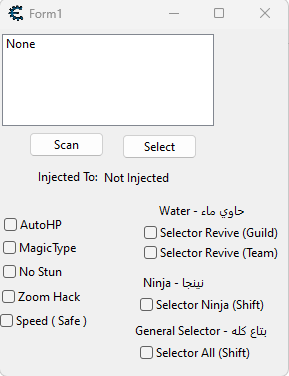 Form1
None
Scan
Select
Injected To: Not Injected
AutoHP
MagicType
No Stun
Zoom Hack
Speed ( Safe )
Water - حاوي ماء
Selector Revive (Guild)
Selector Revive (Team)
Ninja - نينجا
Selector Ninja (Shift)
General Selector - بتاع كله
Selector All (Shift)